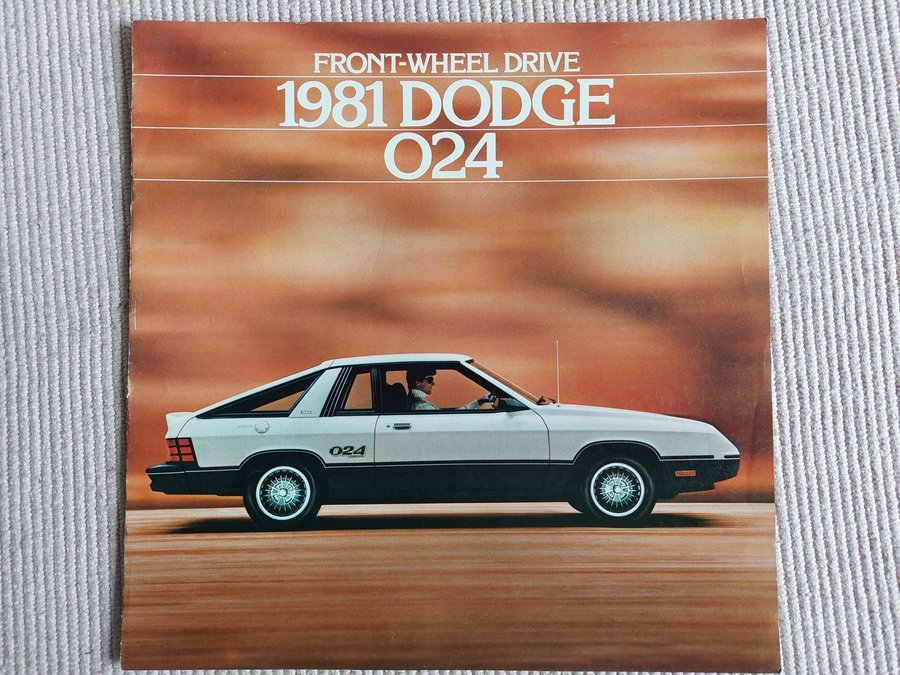 FRONT-WHEEL DRIVE
1981 DODGE
O24
O24